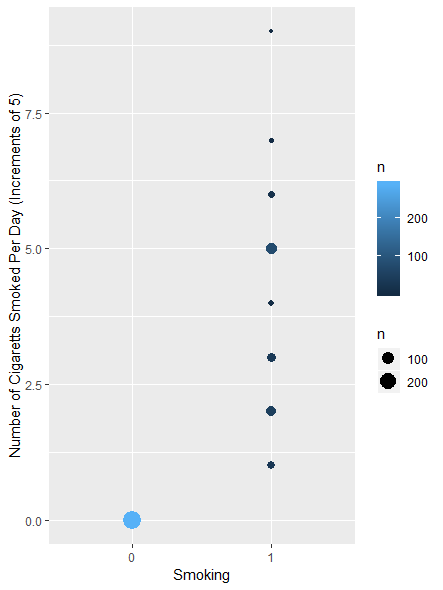 Number of Cigaretts Smoked Per Day (Increments of 5)
7.5
5.0
2.5
0.0
0
1
Smoking
n
200
100
n
100
200